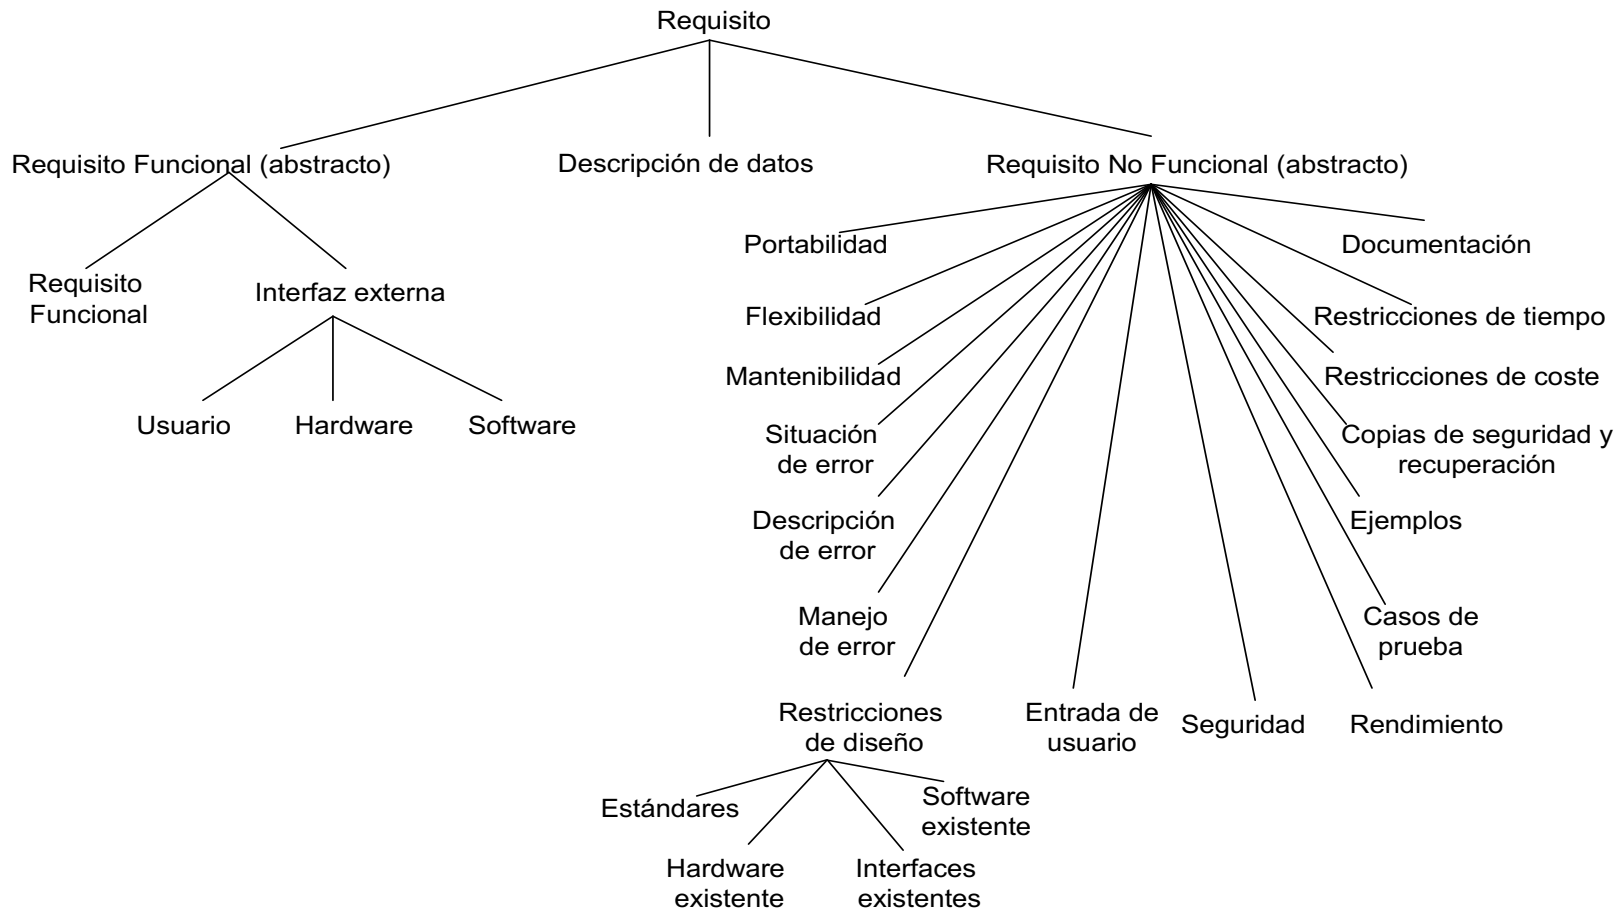 Requisito
Requisito Funcional (abstracto)
Descripción de datos
Requisito No Funcional (abstracto)
Requisito
Funcional
Interfaz externa
Usuario
Hardware
Software
Portabilidad
Flexibilidad
Mantenibilidad
Situación
de error
Descripción
de error
Manejo
de error
Restricciones
de diseño
Estándares
Hardware
existente
Interfaces
existentes
Software
existente
Entrada de
usuario
Seguridad
Rendimiento
Casos de
prueba
Ejemplos
Copias de seguridad y
recuperación
Restricciones de coste
Restricciones de tiempo
Documentación